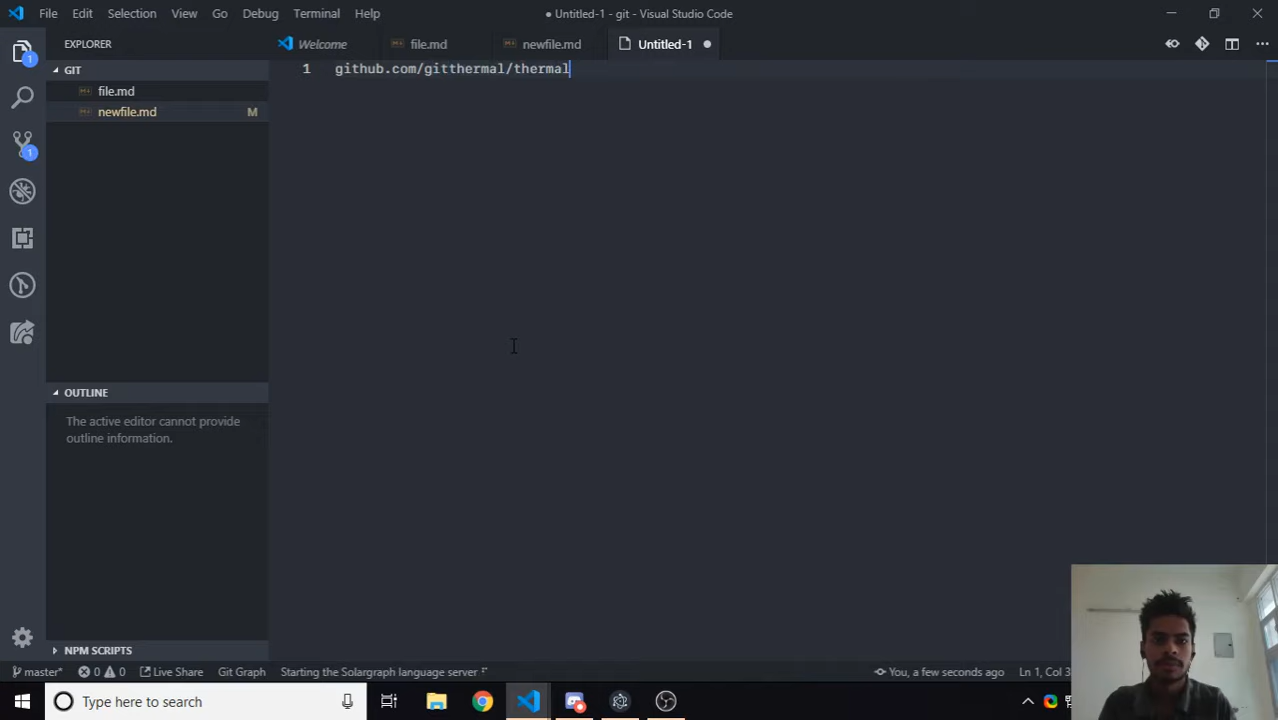 File Edit Selection View Go Debug Terminal Help
● Untitled-1 - git - Visual Studio Code
EXPLORER
Welcome
file.md
newfile.md
Untitled-1
GIT
file.md
newfile.md M
1 github.com/gitthermal/thermal
1
1
OUTLINE
The active editor cannot provide
outline information.
NPM SCRIPTS
master* 0 0 Live Share Git Graph Starting the Solargraph language server You, a few seconds ago Ln 1, Col 3
Type here to search